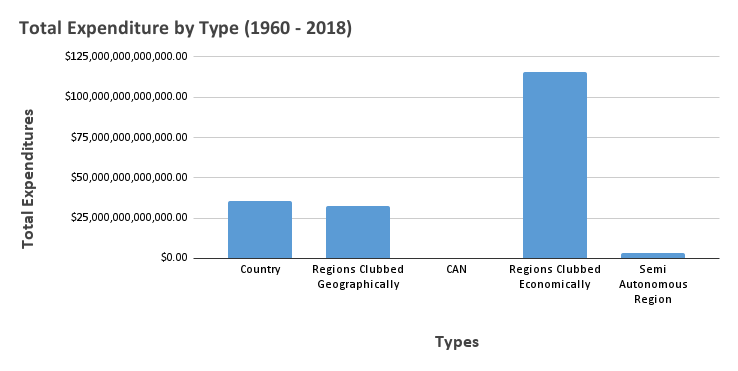 Total Expenditure by Type (1960 - 2018)
$125,000,000,000,000.00
$100,000,000,000,000.00
$75,000,000,000,000.00
$50,000,000,000,000.00
$25,000,000,000,000.00
$0.00
Total Expenditures
Country
Regions Clubbed
Geographically
CAN
Regions Clubbed
Economically
Semi
Autonomous
Region
Types